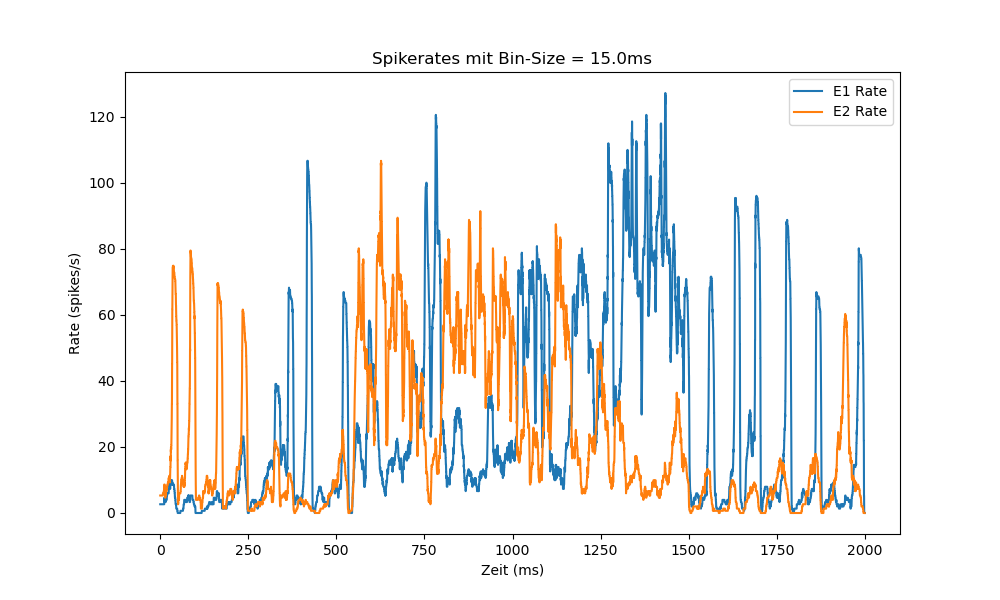 Spikerates mit Bin-Size = 15.0ms
E1 Rate
E2 Rate
Rate (spikes/s)
120
100
80
60
40
20
0
0 250 500 750 1000 1250 1500 1750 2000
Zeit (ms)